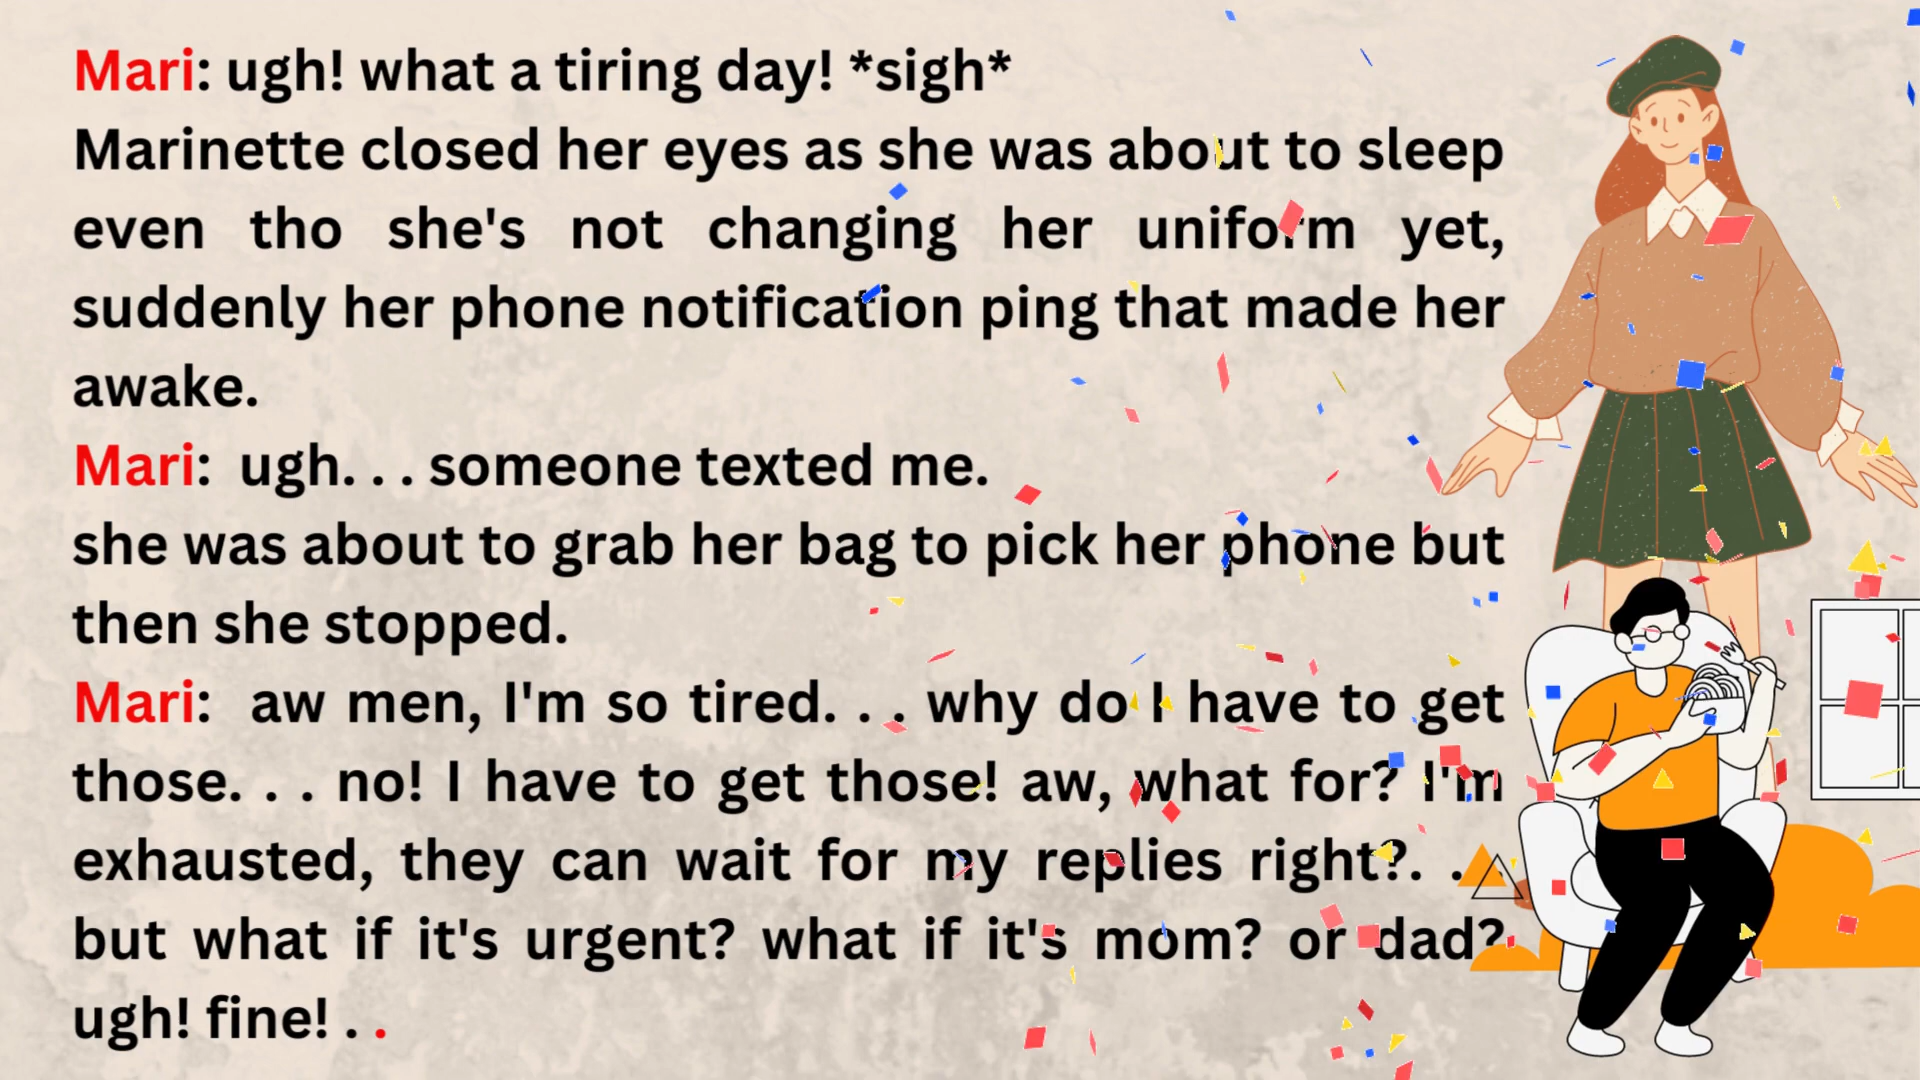 Mari: ugh! what a tiring day! *sigh*
Marinette closed her eyes as she was about to sleep
even tho she's not changing her uniform yet,
suddenly her phone notification ping that made her
awake.
Mari: ugh. . . someone texted me.
she was about to grab her bag to pick her phone but
then she stopped.
Mari: aw men, I'm so tired. . . why do I have to get
those. . . no! I have to get those! aw, what for? I'm
exhausted, they can wait for my replies right?. . .
but what if it's urgent? what if it's mom? or dad?
ugh! fine! . .